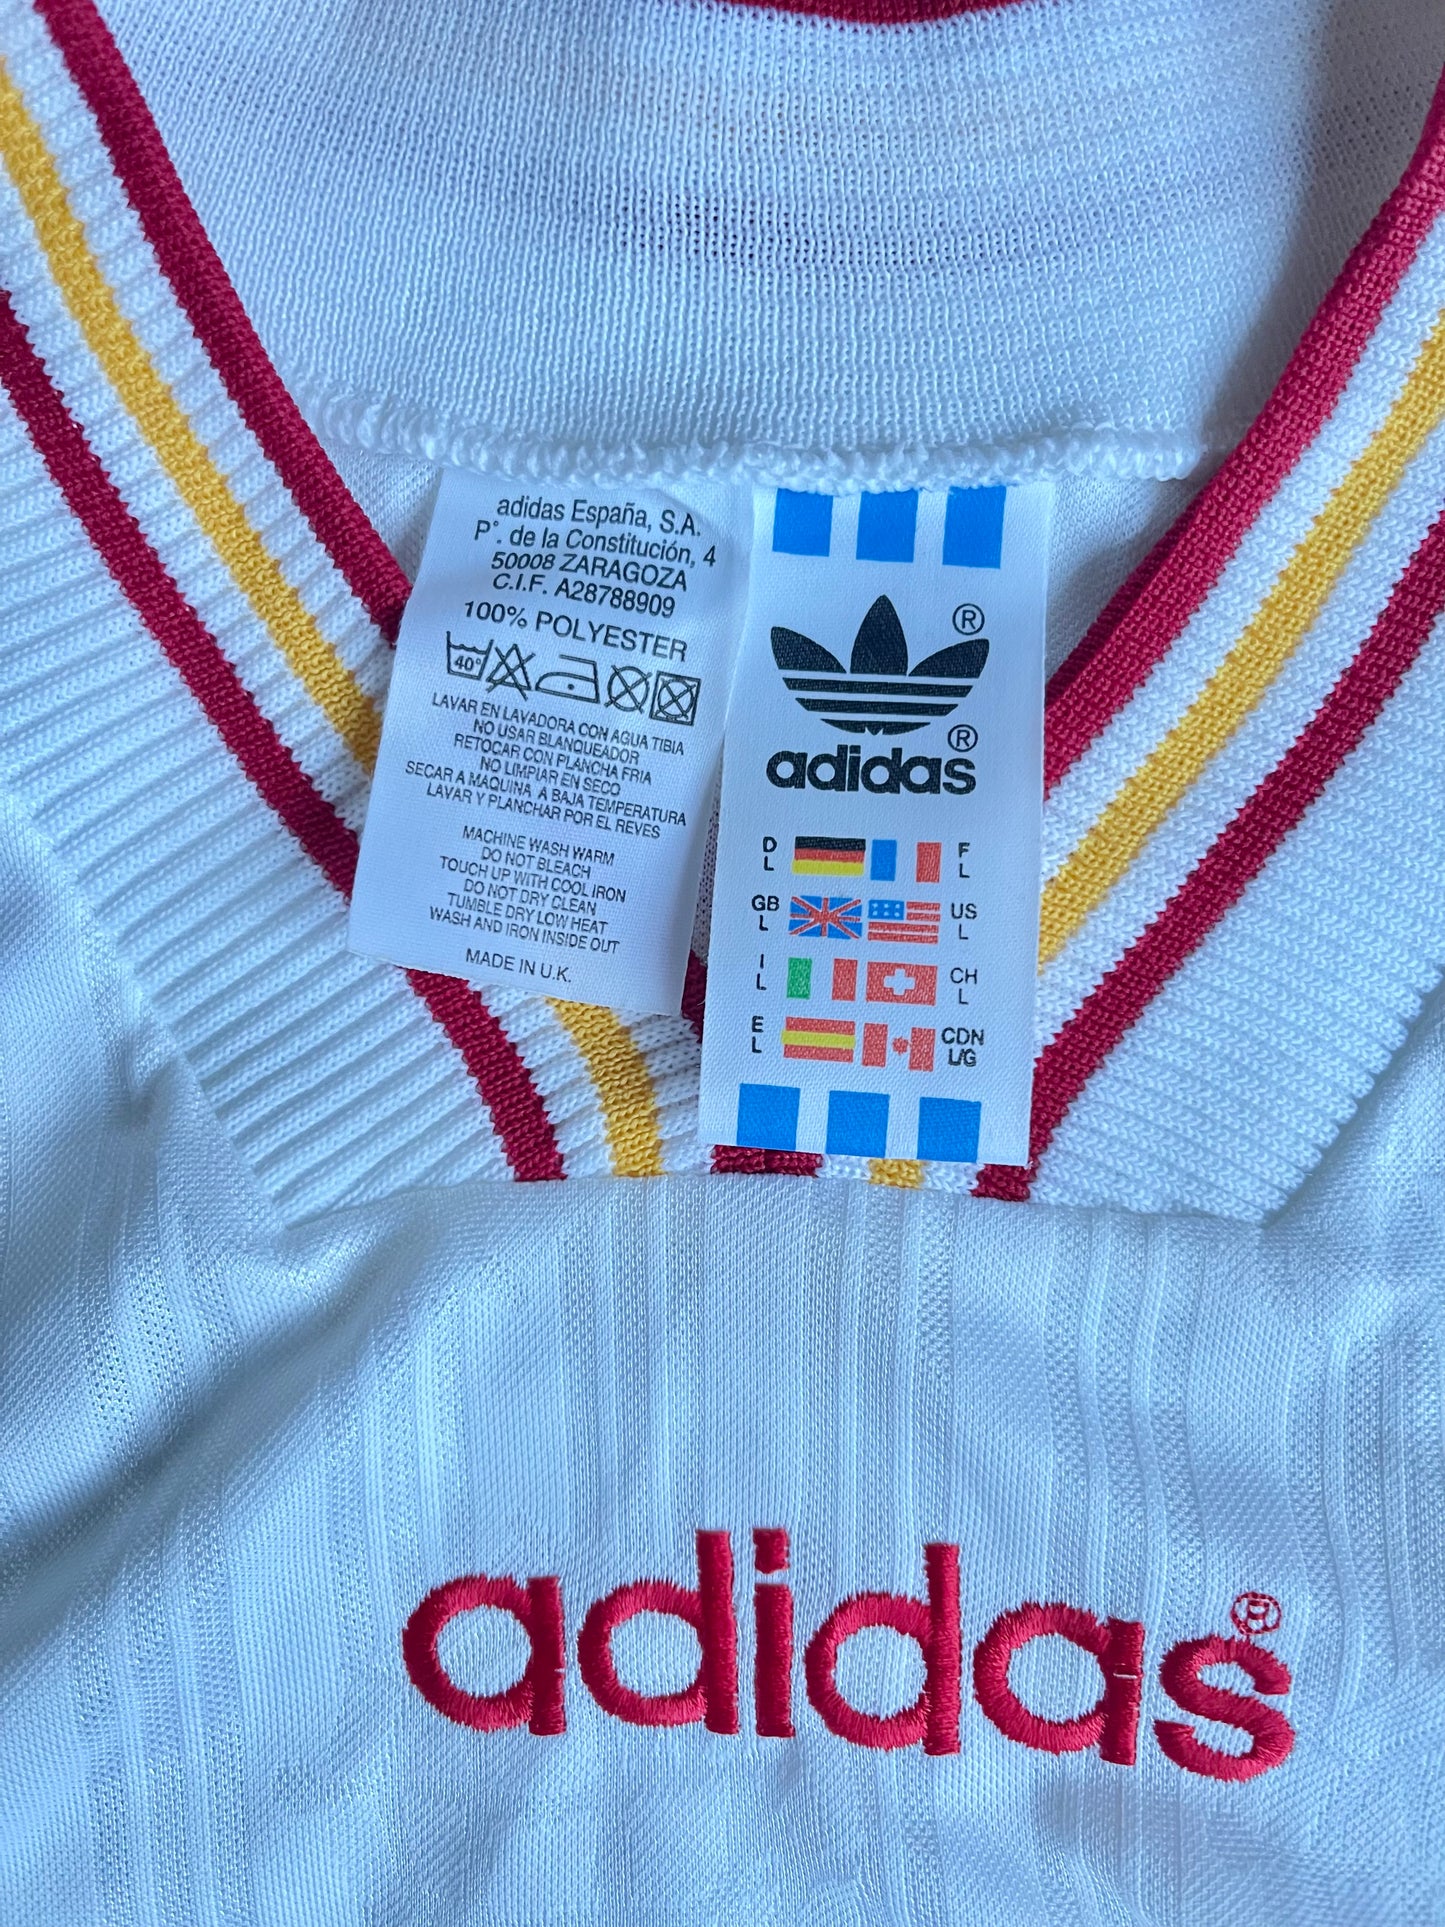 adidas España, S.A.
P°. de la Constitución, 4
50008 ZARAGOZA
C.I.F. A28788909
100% POLYESTER
40°
LAVAR EN LAVADORA CON AGUA TIBIA
NO USAR BLANQUEADOR
RETOCAR CON PLANCHA FRIA
NO LIMPIAR EN SECO
SECAR A MAQUINA A BAJA TEMPERATURA
LAVAR Y PLANCHAR POR EL REVES
MACHINE WASH WARM
DO NOT BLEACH
TOUCH UP WITH COOL IRON
DO NOT DRY CLEAN
TUMBLE DRY LOW HEAT
WASH AND IRON INSIDE OUT
MADE IN U.K.
®
adidas®
D F
L L
GB US
L L
I CH
L L
E CDN
L L/G
adidas®